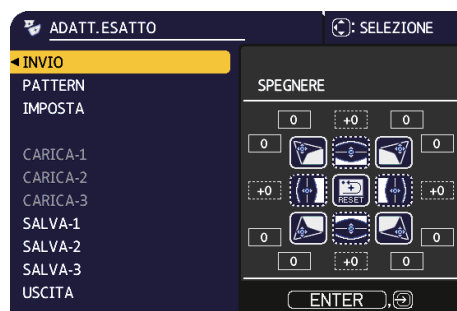 ADATT.ESATTO
: SELEZIONE
INVIO
PATTERN
IMPOSTA
CARICA-1
CARICA-2
CARICA-3
SALVA-1
SALVA-2
SALVA-3
USCITA
SPEGNERE
0 +0 0
0 0
+0 RESET +0
0 0
0 +0 0
ENTER ,